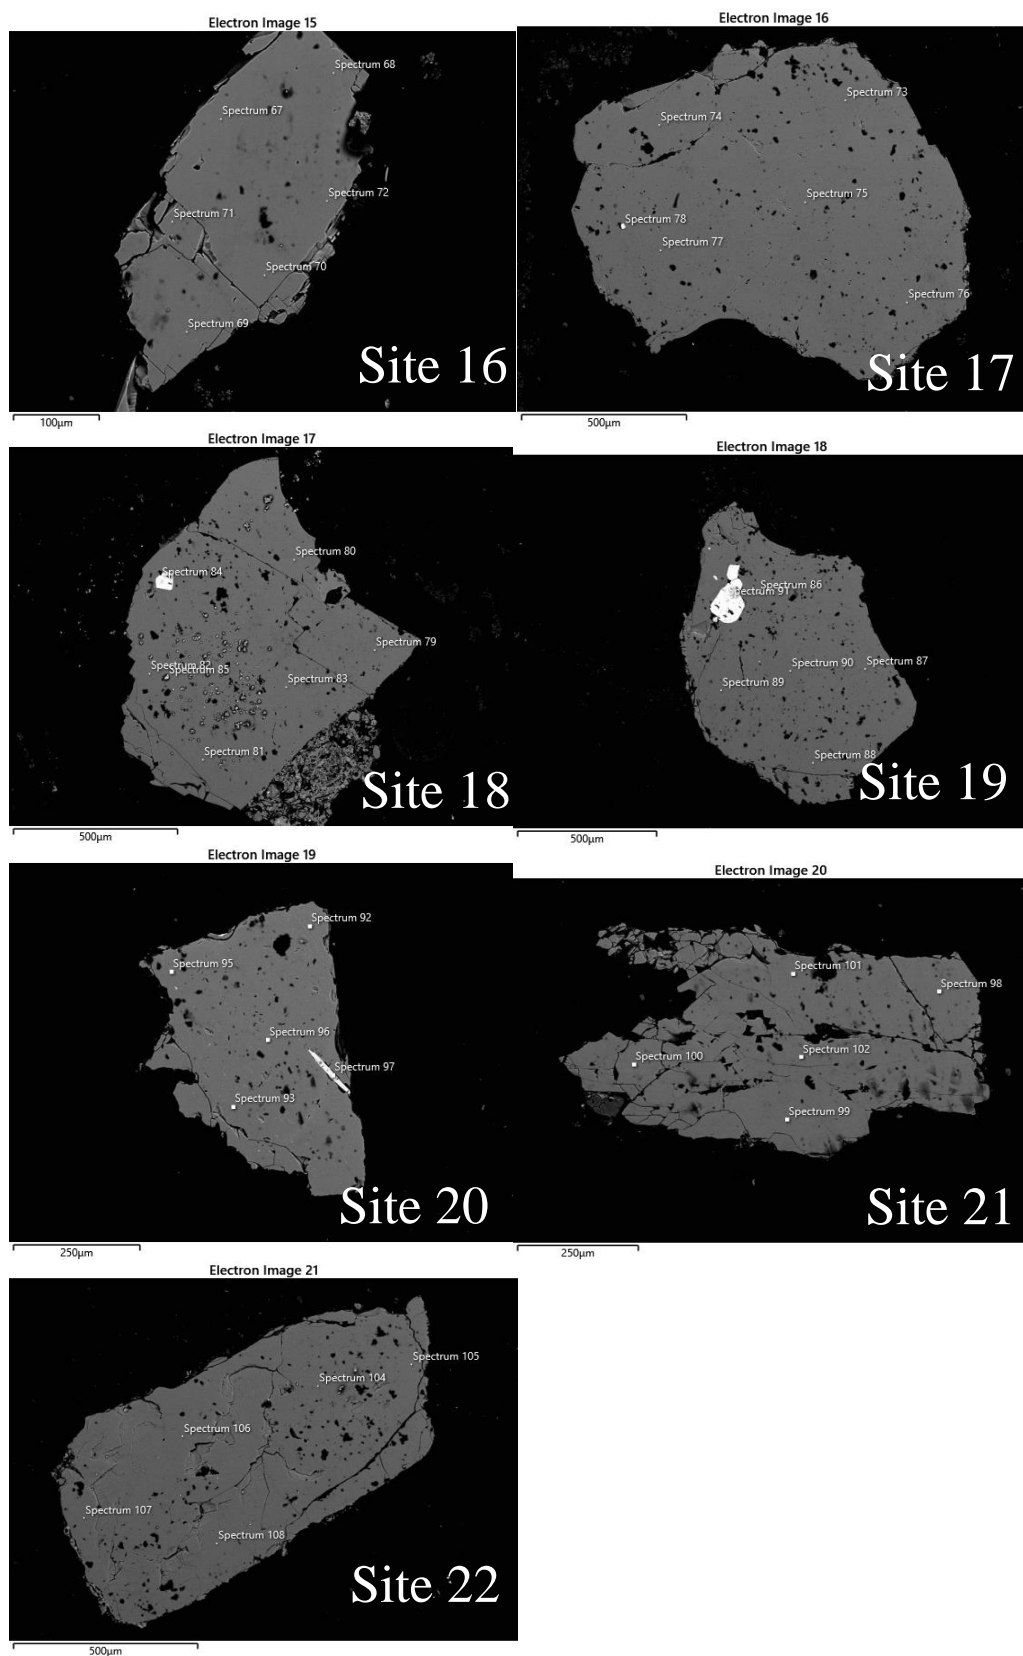 Electron Image 15
Spectrum 68
Spectrum 67
Spectrum 72
Spectrum 71
Spectrum 70
Spectrum 69
Site 16
100μm
Electron Image 16
Spectrum 73
Spectrum 74
Spectrum 75
Spectrum 78
Spectrum 77
Spectrum 76
Site 17
500μm
Electron Image 17
Spectrum 80
Spectrum 84
Spectrum 79
Spectrum 82
Spectrum 85
Spectrum 83
Spectrum 81
Site 18
500μm
Electron Image 18
Spectrum 86
Spectrum 91
Spectrum 90
Spectrum 87
Spectrum 89
Spectrum 88
Site 19
500μm
Electron Image 19
Spectrum 92
Spectrum 95
Spectrum 96
Spectrum 97
Spectrum 93
Site 20
250μm
Electron Image 20
Spectrum 101
Spectrum 98
Spectrum 102
Spectrum 100
Spectrum 99
Site 21
250μm
Electron Image 21
Spectrum 105
Spectrum 104
Spectrum 106
Spectrum 107
Spectrum 108
Site 22
500μm